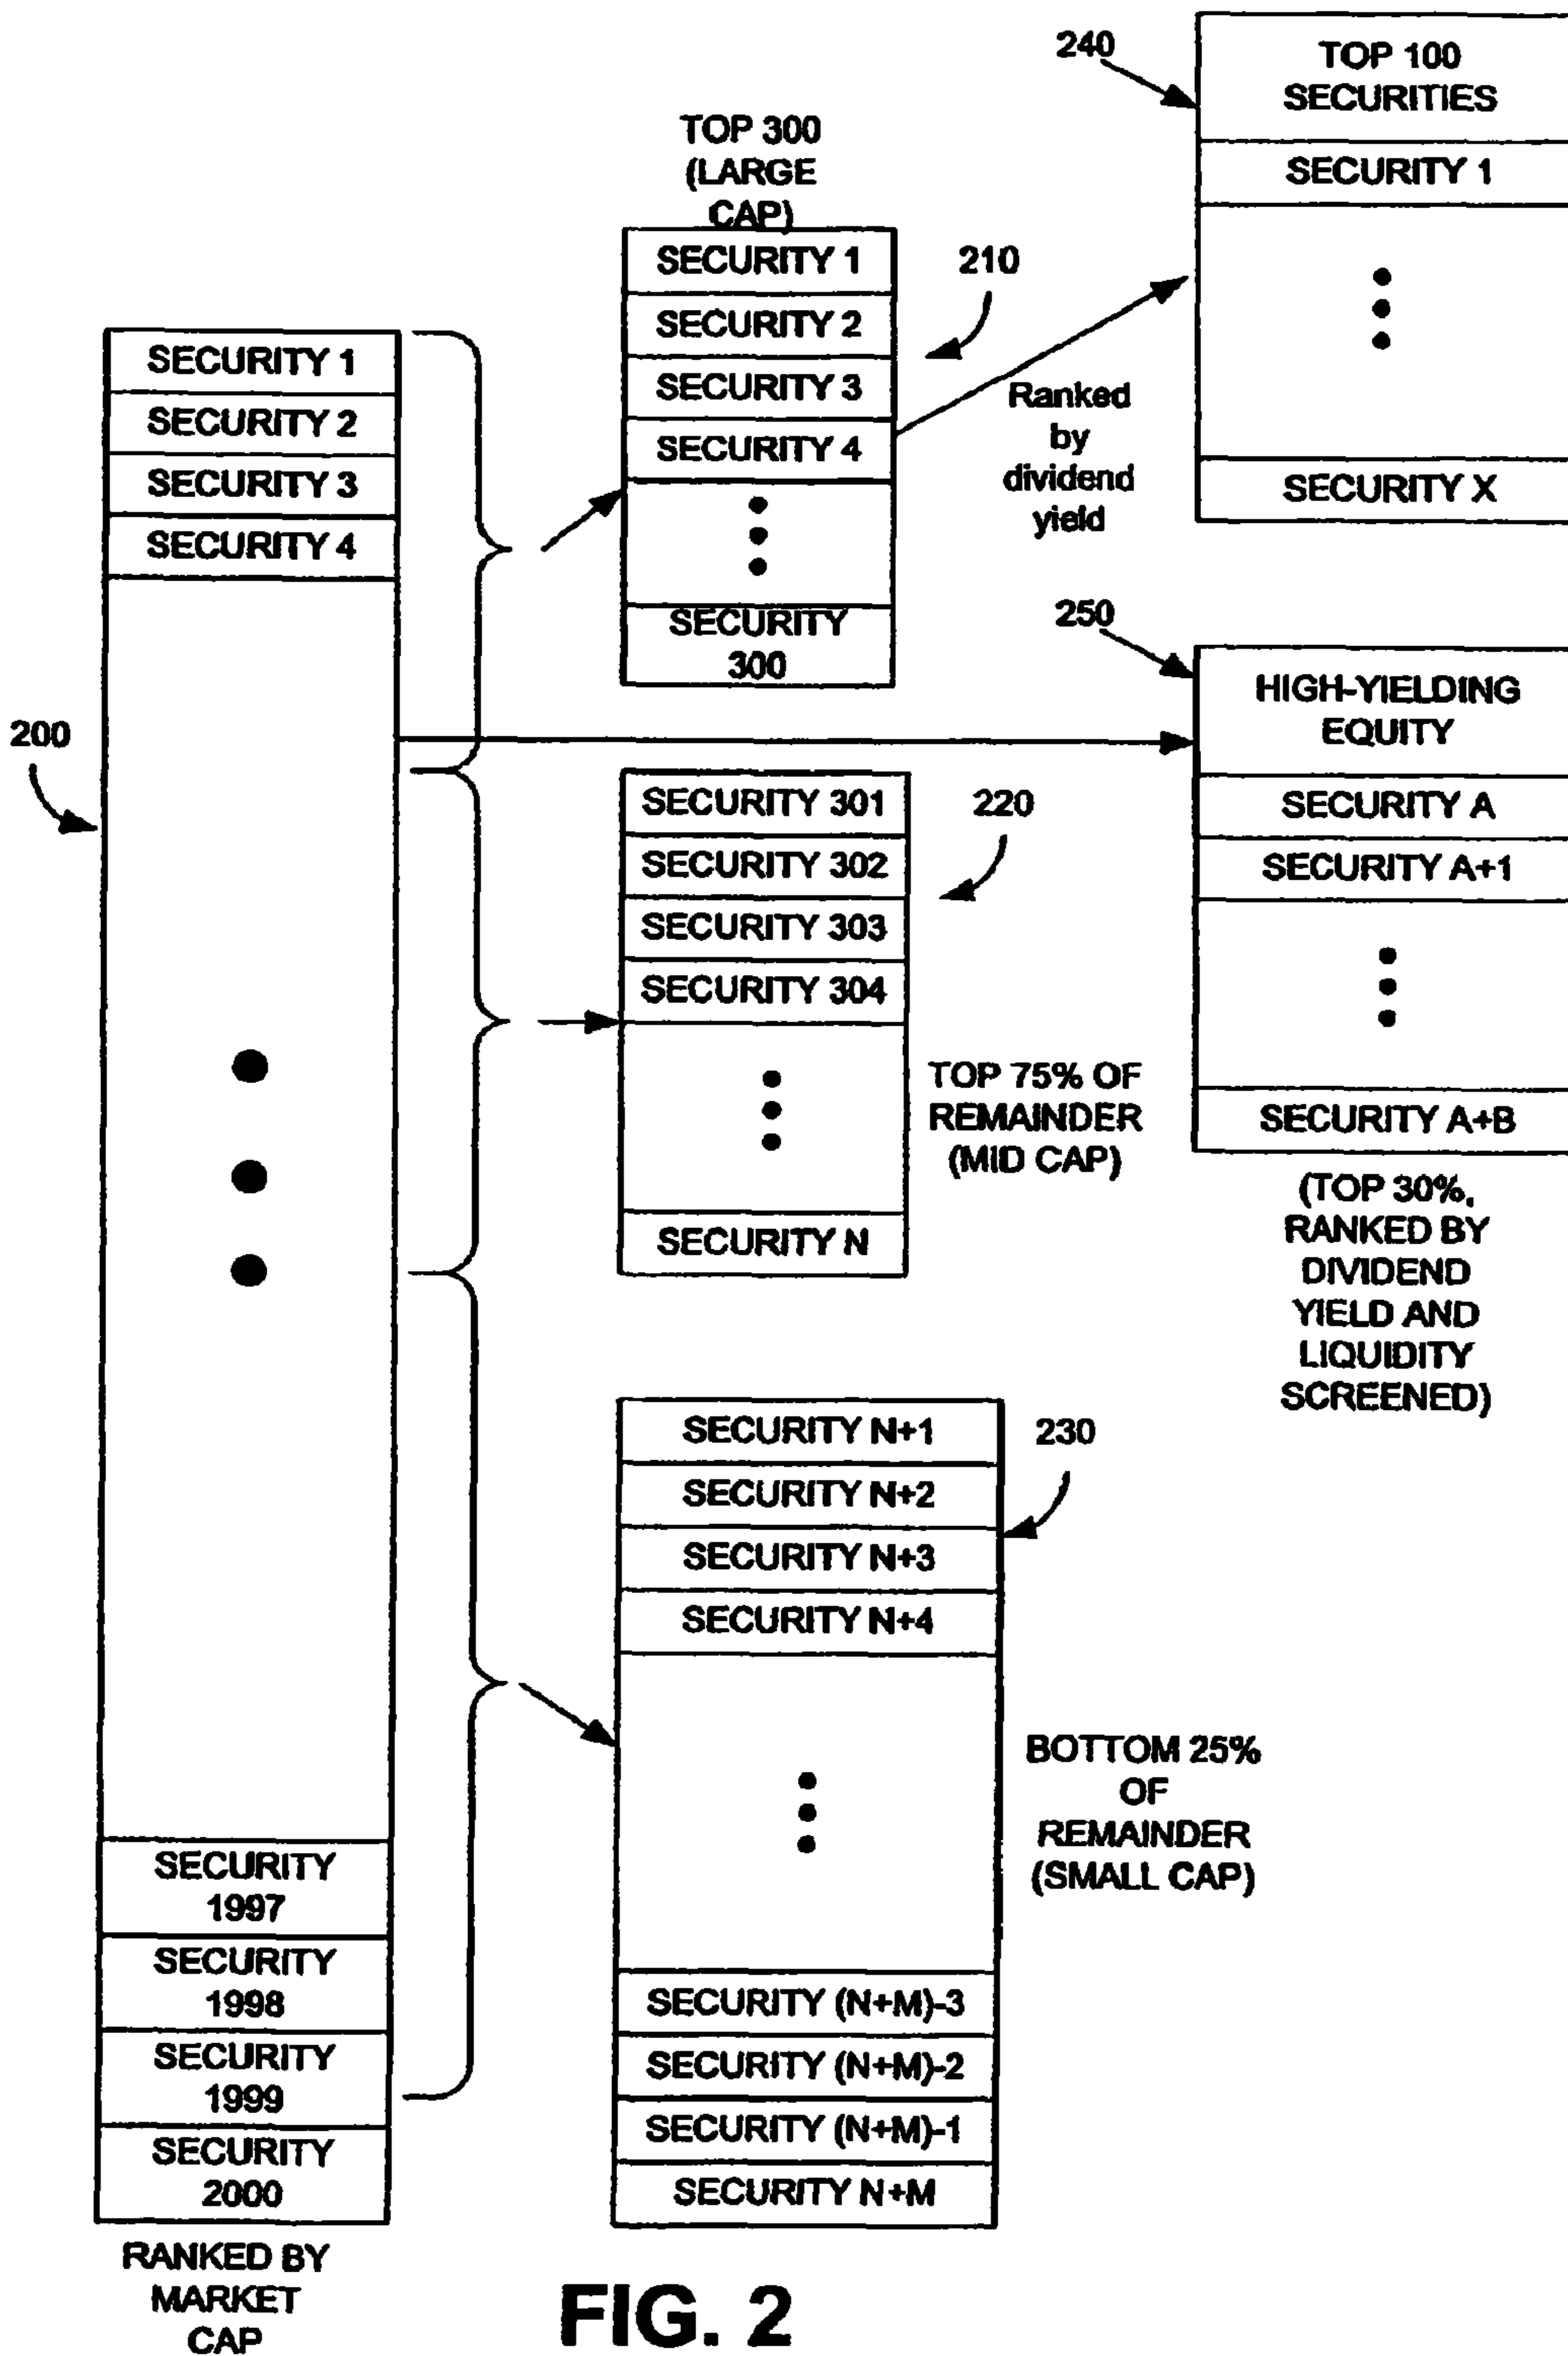 200
SECURITY 1
SECURITY 2
SECURITY 3
SECURITY 4
SECURITY
1997
SECURITY
1998
SECURITY
1999
SECURITY
2000
RANKED BY
MARKET
CAP
TOP 300
(LARGE
CAP)
210
SECURITY 1
SECURITY 2
SECURITY 3
SECURITY 4
SECURITY
300
Ranked
by
dividend
yield
220
SECURITY 301
SECURITY 302
SECURITY 303
SECURITY 304
SECURITY N
TOP 75% OF
REMAINDER
(MID CAP)
230
SECURITY N+1
SECURITY N+2
SECURITY N+3
SECURITY N+4
SECURITY (N+M)-3
SECURITY (N+M)-2
SECURITY (N+M)-1
SECURITY N+M
BOTTOM 25%
OF
REMAINDER
(SMALL CAP)
240
TOP 100
SECURITIES
SECURITY 1
SECURITY X
250
HIGH-YIELDING
EQUITY
SECURITY A
SECURITY A+1
SECURITY A+B
(TOP 30%,
RANKED BY
DIVIDEND
YIELD AND
LIQUIDITY
SCREENED)
FIG. 2